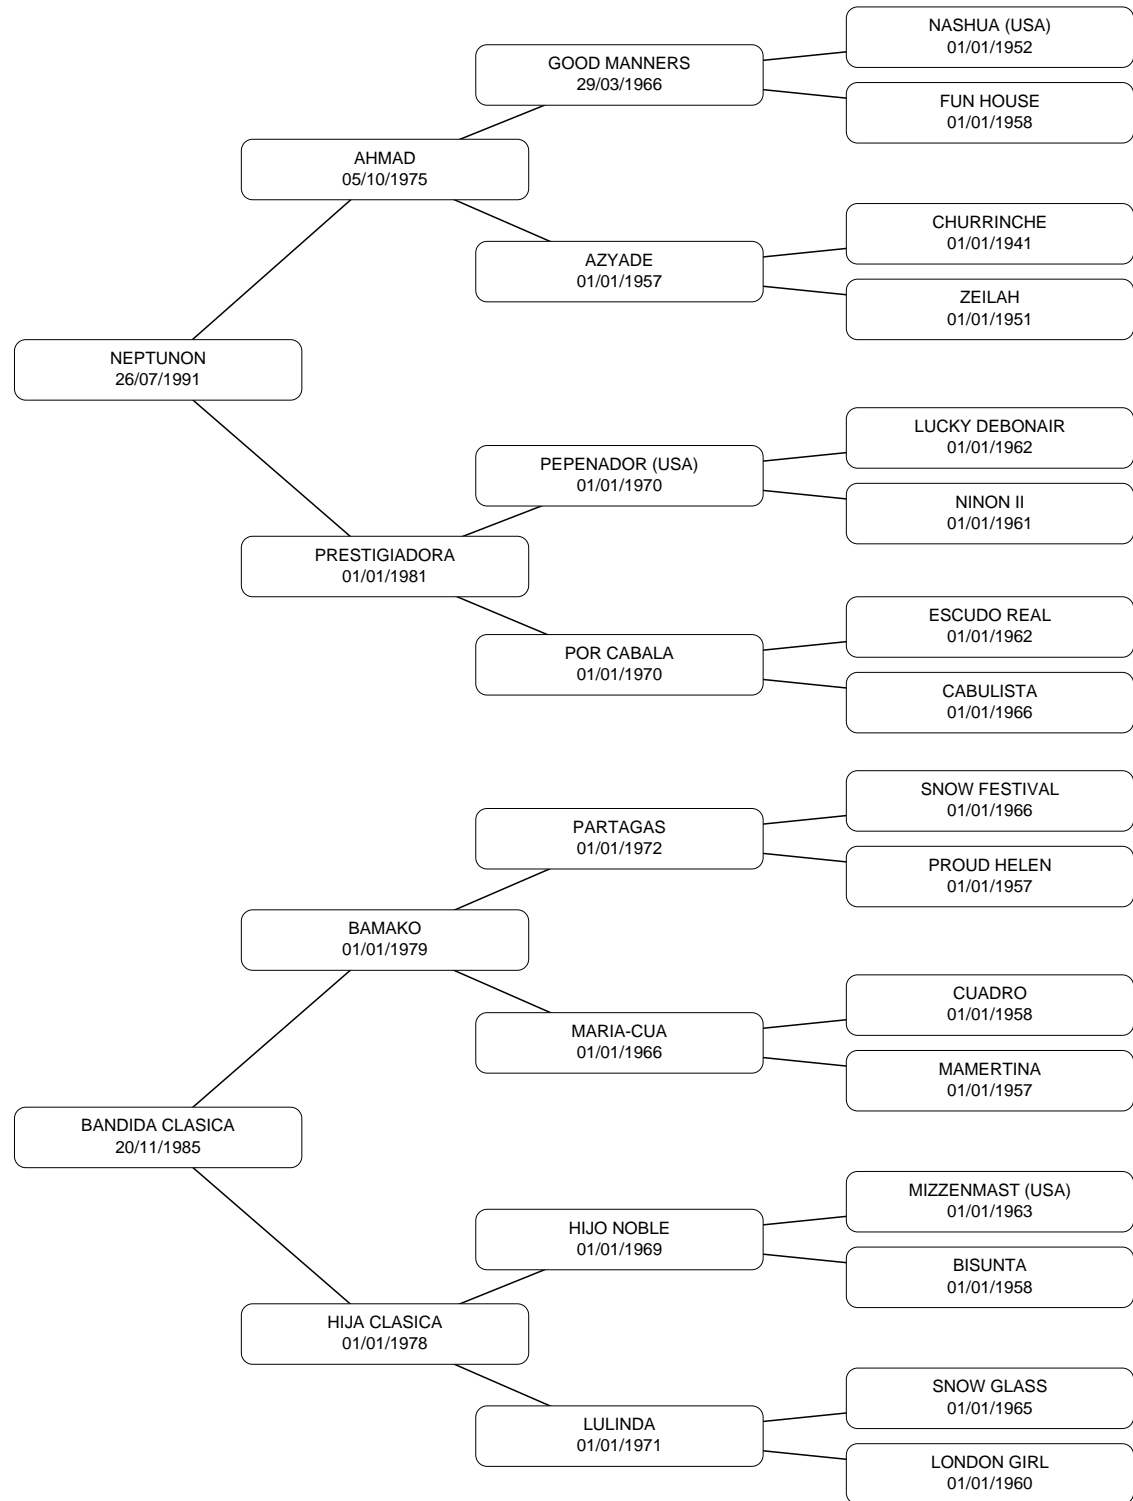 NASHUA (USA)
01/01/1952
GOOD MANNERS
29/03/1966
FUN HOUSE
01/01/1958
AHMAD
05/10/1975
CHURRINCHE
01/01/1941
AZYADE
01/01/1957
ZEILAH
01/01/1951
NEPTUNON
26/07/1991
LUCKY DEBONAIR
01/01/1962
PEPENADOR (USA)
01/01/1970
NINON II
01/01/1961
PRESTIGIADORA
01/01/1981
ESCUDO REAL
01/01/1962
POR CABALA
01/01/1970
CABULISTA
01/01/1966
SNOW FESTIVAL
01/01/1966
PARTAGAS
01/01/1972
PROUD HELEN
01/01/1957
BAMAKO
01/01/1979
CUADRO
01/01/1958
MARIA-CUA
01/01/1966
MAMERTINA
01/01/1957
BANDIDA CLASICA
20/11/1985
MIZZENMAST (USA)
01/01/1963
HIJO NOBLE
01/01/1969
BISUNTA
01/01/1958
HIJA CLASICA
01/01/1978
SNOW GLASS
01/01/1965
LULINDA
01/01/1971
LONDON GIRL
01/01/1960